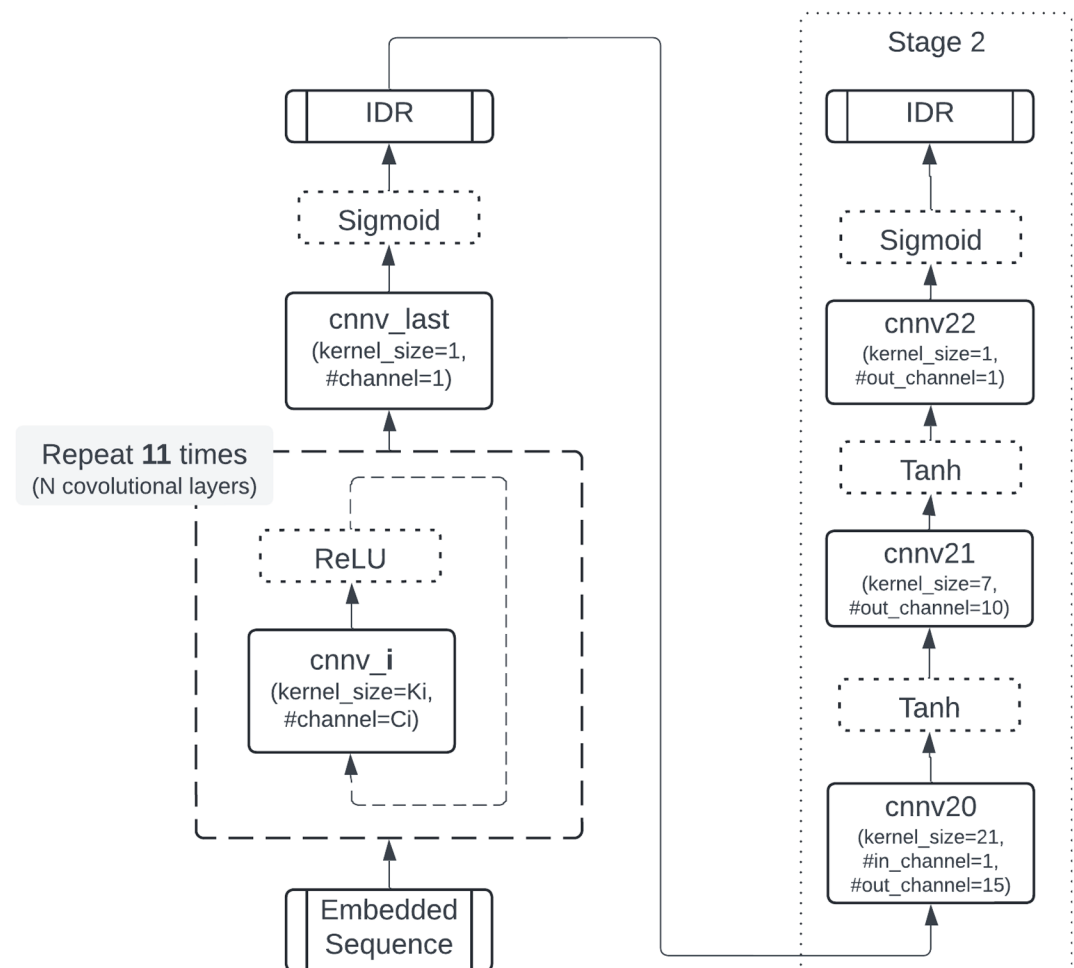 IDR
Sigmoid
cnnv_last
(kernel_size=1,
#channel=1)
Repeat 11 times
(N covolutional layers)
ReLU
cnnv_i
(kernel_size=Ki,
#channel=Ci)
Embedded
Sequence
Stage 2
IDR
Sigmoid
cnnv22
(kernel_size=1,
#out_channel=1)
Tanh
cnnv21
(kernel_size=7,
#out_channel=10)
Tanh
cnnv20
(kernel_size=21,
#in_channel=1,
#out_channel=15)